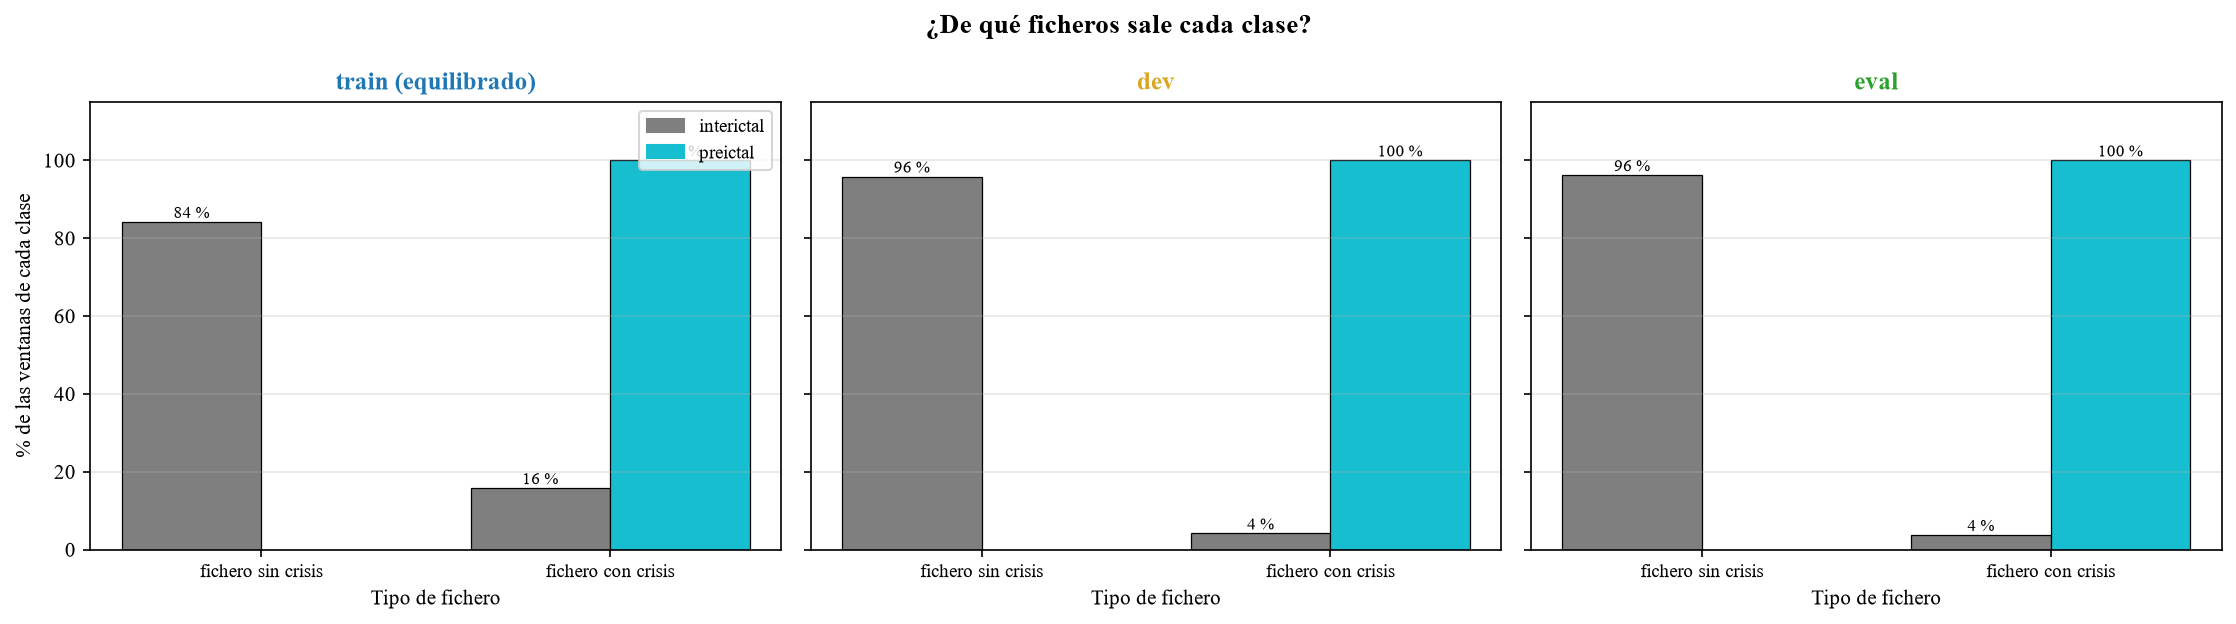 ¿De qué ficheros sale cada clase?
train (equilibrado)
dev
eval
% de las ventanas de cada clase
100
80
60
40
20
0
84 %
16 %
interictal
preictal
96 %
4 %
100 %
96 %
4 %
100 %
fichero sin crisis
fichero con crisis
fichero sin crisis
fichero con crisis
fichero sin crisis
fichero con crisis
Tipo de fichero
Tipo de fichero
Tipo de fichero